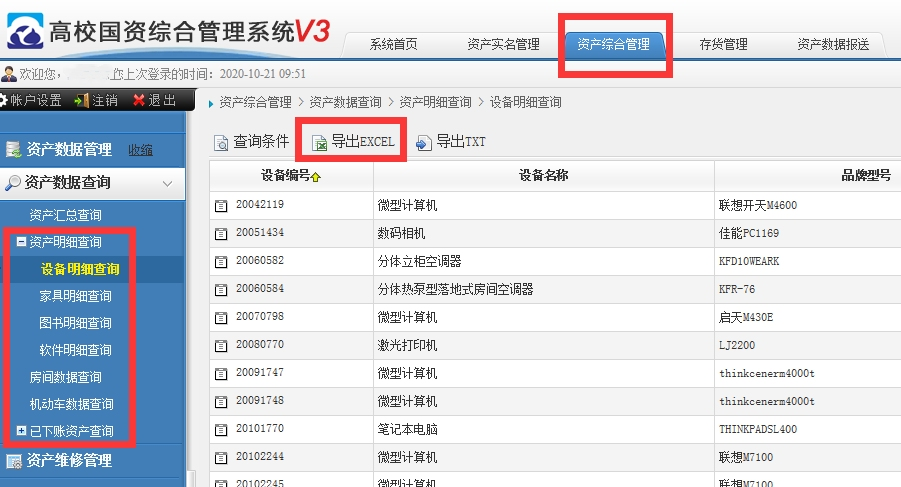 高校国资综合管理系统V3
系统首页 资产实名管理 资产综合管理 存货管理 资产数据报送
欢迎您, 您上次登录的时间: 2020-10-21 09:51
帐户设置 注销 退出
资产综合管理 > 资产数据查询 > 资产明细查询 > 设备明细查询
资产数据管理 收缩
资产数据查询
资产汇总查询
资产明细查询
设备明细查询
家具明细查询
图书明细查询
软件明细查询
房间数据查询
机动车数据查询
已下账资产查询
资产维修管理
查询条件 导出EXCEL 导出TXT
设备编号 设备名称 品牌型号
20042119 微型计算机 联想开天M4600
20051434 数码相机 佳能PC1169
20060582 分体立柜空调器 KFD10WEARK
20060584 分体热泵型落地式房间空调器 KFR-76
20070798 微型计算机 启天M430E
20080770 激光打印机 LJ2200
20091747 微型计算机 thinkcenerm4000t
20091748 微型计算机 thinkcenerm4000t
20101770 笔记本电脑 THINKPADSL400
20102244 微型计算机 联想M7100
20102245 微型计算机 联想M7100